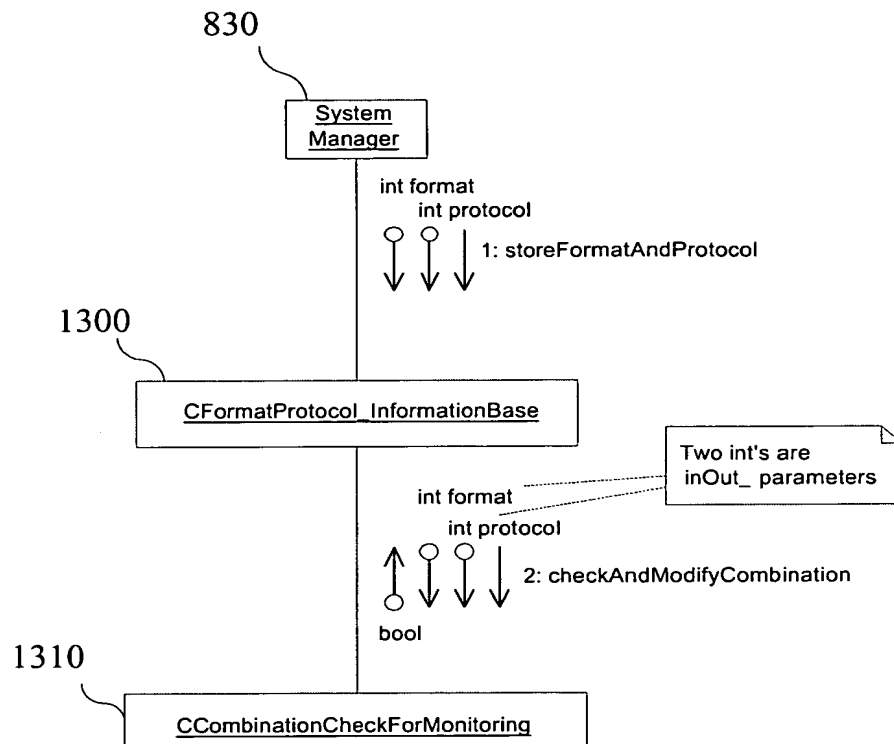 830
System
Manager
int format
int protocol
1: storeFormatAndProtocol
1300
CFormatProtocol_InformationBase
Two int's are
inOut_ parameters
int format
int protocol
2: checkAndModifyCombination
bool
1310
CCombinationCheckForMonitoring